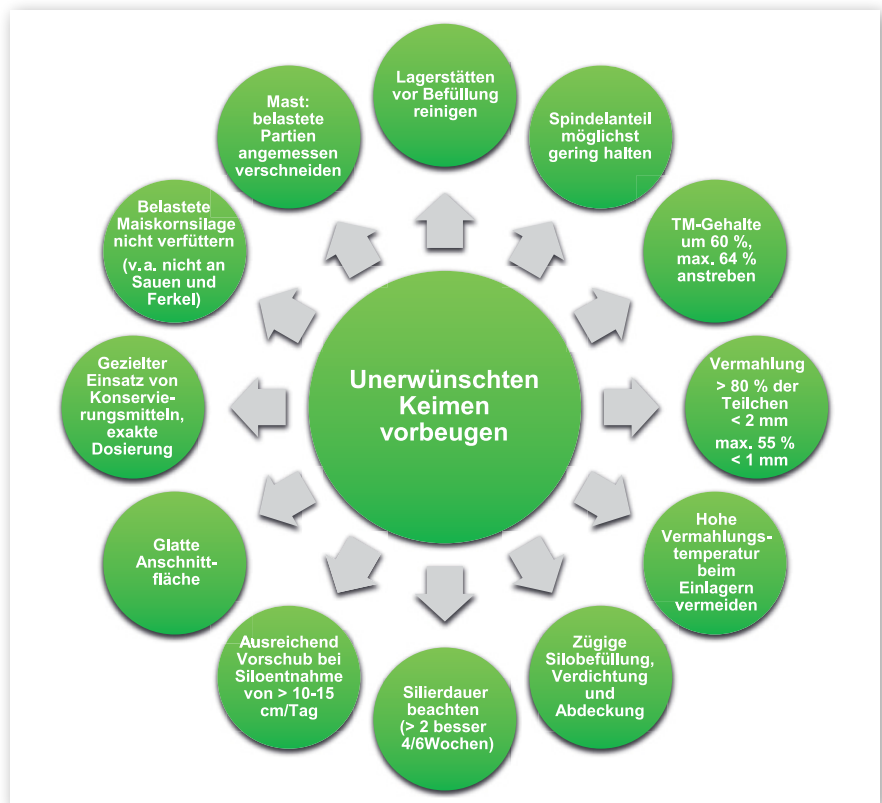 Unerwünschten
Keimen
vorbeugen
Lagerstätten
vor Befüllung
reinigen
Spindelanteil
möglichst
gering halten
TM-Gehalte
um 60 %,
max. 64 %
anstreben
Vermahlung
> 80 % der
Teilchen
< 2 mm
max. 55 %
< 1 mm
Hohe
Vermahlungs-
temperatur
beim
Einlagern
vermeiden
Zügige
Silobefüllung,
Verdichtung
und
Abdeckung
Silierdauer
beachten
(> 2 besser
4/6Wochen)
Ausreichend
Vorschub bei
Siloentnahme
von > 10-15
cm/Tag
Glatte
Anschnitt-
fläche
Gezielter
Einsatz von
Konservie-
rungsmitteln,
exakte
Dosierung
Belastete
Maiskornsilage
nicht verfüttern
(v.a. nicht an
Sauen und
Ferkel)
Mast:
belastete
Partien
angemessen
verschneiden